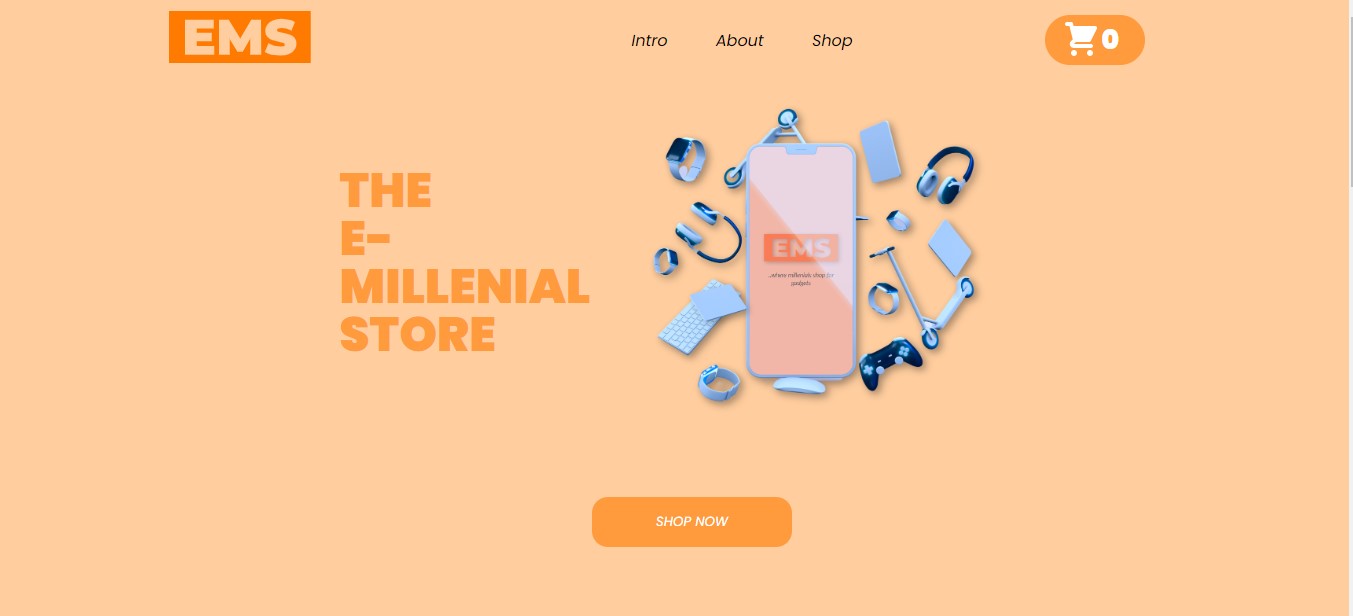 EMS
Intro About Shop
0
THE
E-
MILLENIAL
STORE
EMS
...where millenials shop for
gadgets
SHOP NOW